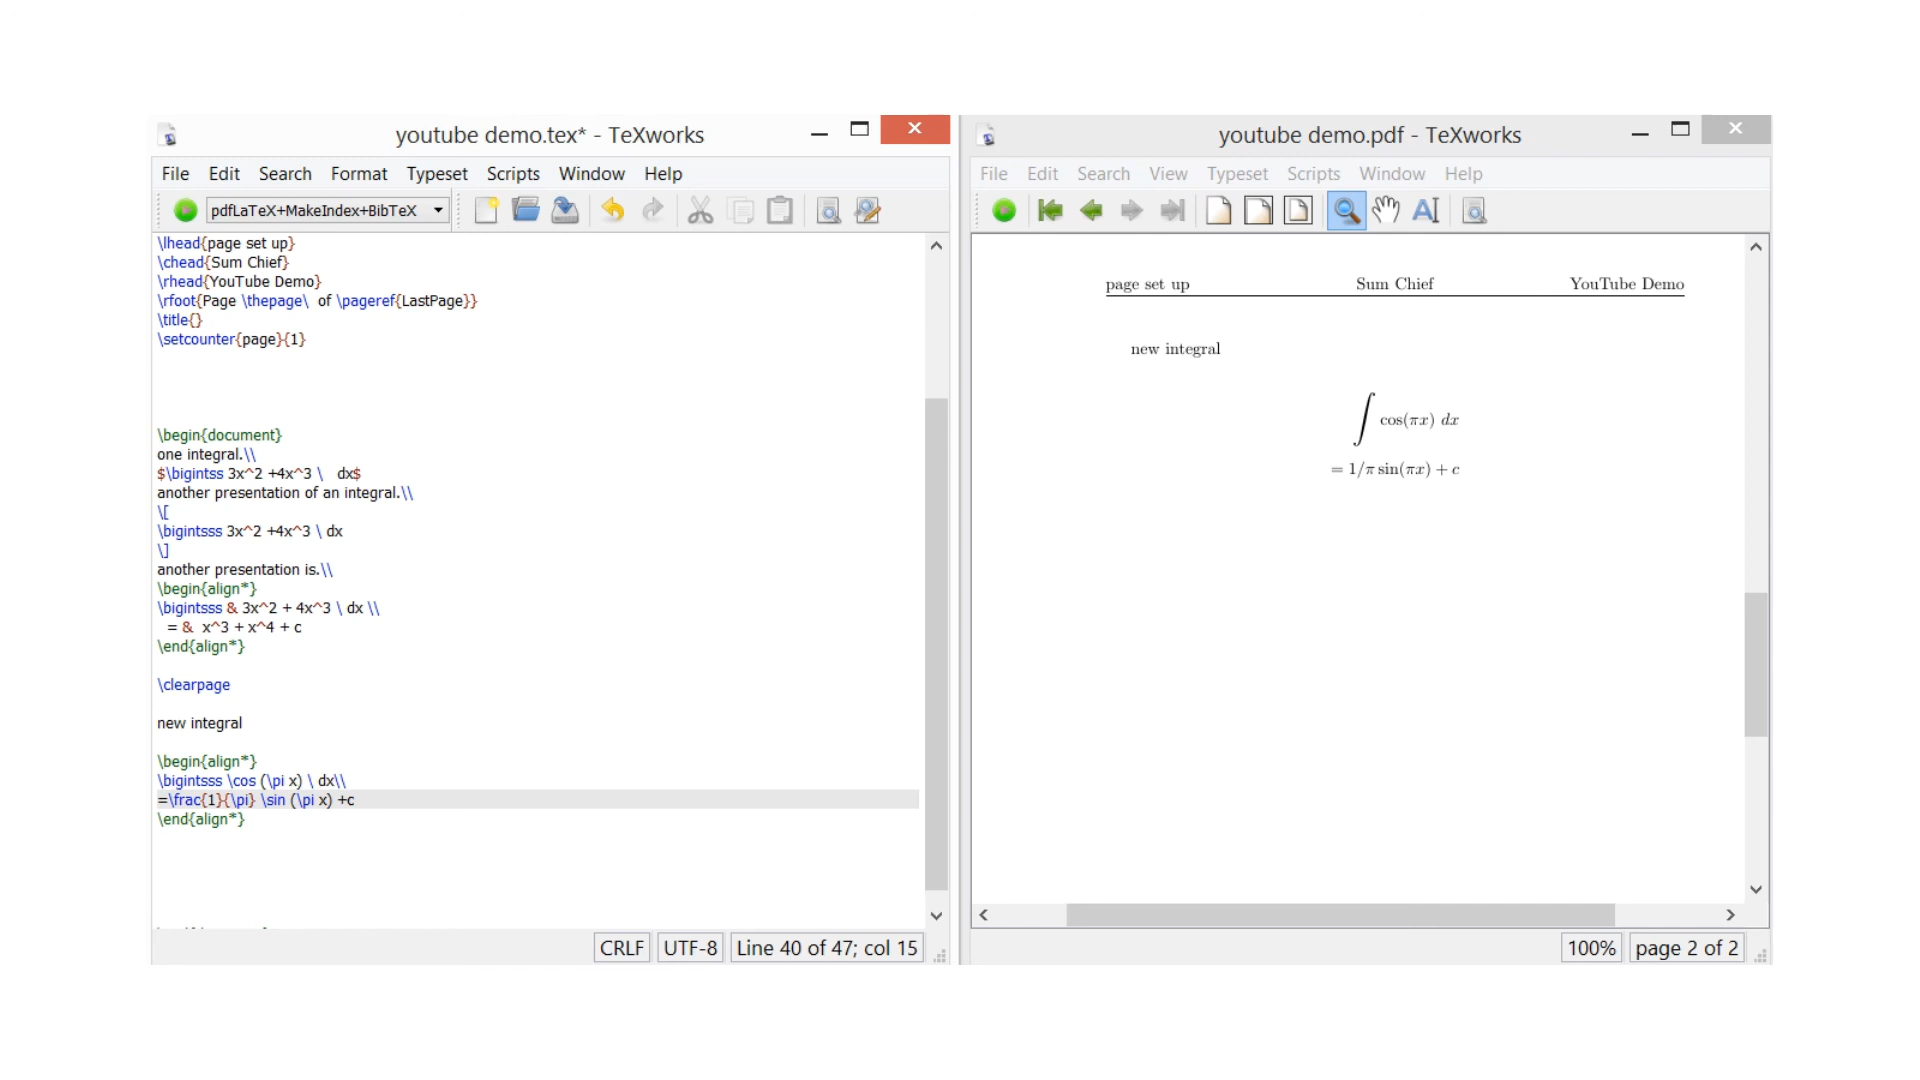 youtube demo.tex* - TeXworks
File Edit Search Format Typeset Scripts Window Help
pdfLaTeX+MakeIndex+BibTeX
\lhead{page set up}
\chead{Sum Chief}
\rhead{YouTube Demo}
\rfoot{Page \thepage\  of \pageref{LastPage}}
\title{}
\setcounter{page}{1}
\begin{document}
one integral.\\
$\bigintss 3x^2 +4x^3 \   dx$
another presentation of an integral.\\
\[
\bigintsss 3x^2 +4x^3 \ dx
\]
another presentation is.\\
\begin{align*}
\bigintsss & 3x^2 + 4x^3 \ dx \\
= &  x^3 + x^4 + c
\end{align*}
\clearpage
new integral
\begin{align*}
\bigintsss \cos (\pi x) \ dx\\
=\frac{1}{\pi} \sin (\pi x) +c
\end{align*}
CRLF UTF-8 Line 40 of 47; col 15
youtube demo.pdf - TeXworks
File Edit Search View Typeset Scripts Window Help
page set up Sum Chief YouTube Demo
new integral
∫ cos(πx) dx
= 1/π sin(πx) + c
100% page 2 of 2